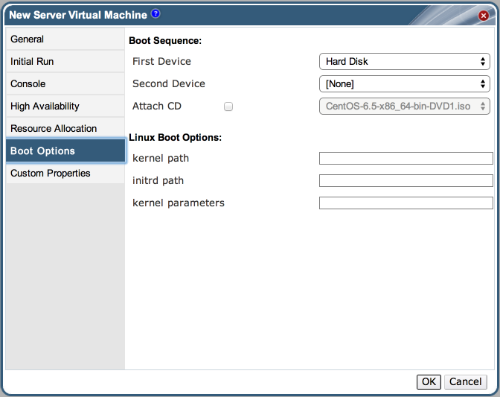 New Server Virtual Machine ?
General
Initial Run
Console
High Availability
Resource Allocation
Boot Options
Custom Properties
Boot Sequence:
First Device Hard Disk
Second Device [None]
Attach CD CentOS-6.5-x86_64-bin-DVD1.iso
Linux Boot Options:
kernel path
initrd path
kernel parameters
OK Cancel